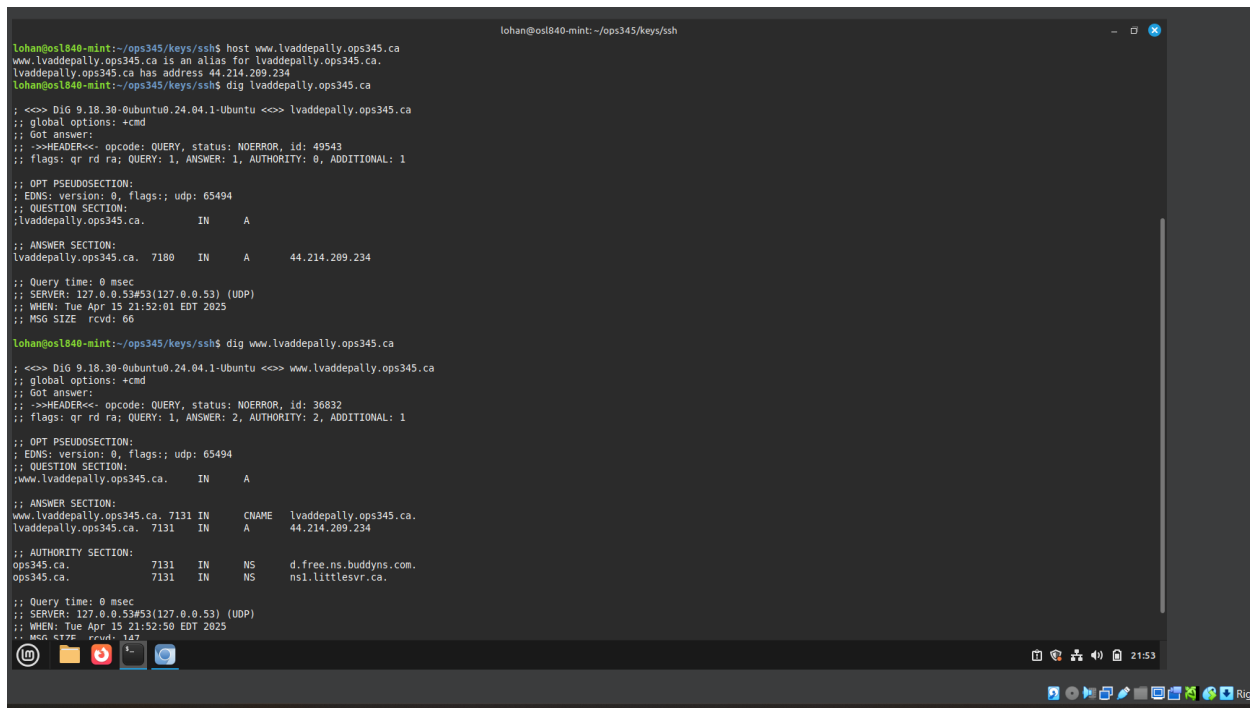 lohan@osl840-mint: ~/ops345/keys/ssh
lohan@osl840-mint:~/ops345/keys/ssh$ host www.lvaddepally.ops345.ca
www.lvaddepally.ops345.ca is an alias for lvaddepally.ops345.ca.
lvaddepally.ops345.ca has address 44.214.209.234
lohan@osl840-mint:~/ops345/keys/ssh$ dig lvaddepally.ops345.ca
; <<>> DiG 9.18.30-0ubuntu0.24.04.1-Ubuntu <<>> lvaddepally.ops345.ca
;; global options: +cmd
;; Got answer:
;; ->>HEADER<<- opcode: QUERY, status: NOERROR, id: 49543
;; flags: qr rd ra; QUERY: 1, ANSWER: 1, AUTHORITY: 0, ADDITIONAL: 1
;; OPT PSEUDOSECTION:
; EDNS: version: 0, flags:; udp: 65494
;; QUESTION SECTION:
;lvaddepally.ops345.ca. IN A
;; ANSWER SECTION:
lvaddepally.ops345.ca. 7180 IN A 44.214.209.234
;; Query time: 0 msec
;; SERVER: 127.0.0.53#53(127.0.0.53) (UDP)
;; WHEN: Tue Apr 15 21:52:01 EDT 2025
;; MSG SIZE rcvd: 66
lohan@osl840-mint:~/ops345/keys/ssh$ dig www.lvaddepally.ops345.ca
; <<>> DiG 9.18.30-0ubuntu0.24.04.1-Ubuntu <<>> www.lvaddepally.ops345.ca
;; global options: +cmd
;; Got answer:
;; ->>HEADER<<- opcode: QUERY, status: NOERROR, id: 36832
;; flags: qr rd ra; QUERY: 1, ANSWER: 2, AUTHORITY: 2, ADDITIONAL: 1
;; OPT PSEUDOSECTION:
; EDNS: version: 0, flags:; udp: 65494
;; QUESTION SECTION:
;www.lvaddepally.ops345.ca. IN A
;; ANSWER SECTION:
www.lvaddepally.ops345.ca. 7131 IN CNAME lvaddepally.ops345.ca.
lvaddepally.ops345.ca. 7131 IN A 44.214.209.234
;; AUTHORITY SECTION:
ops345.ca. 7131 IN NS d.free.ns.buddyns.com.
ops345.ca. 7131 IN NS ns1.littlesvr.ca.
;; Query time: 0 msec
;; SERVER: 127.0.0.53#53(127.0.0.53) (UDP)
;; WHEN: Tue Apr 15 21:52:50 EDT 2025
;; MSG SIZE rcvd: 147
21:53
Rig